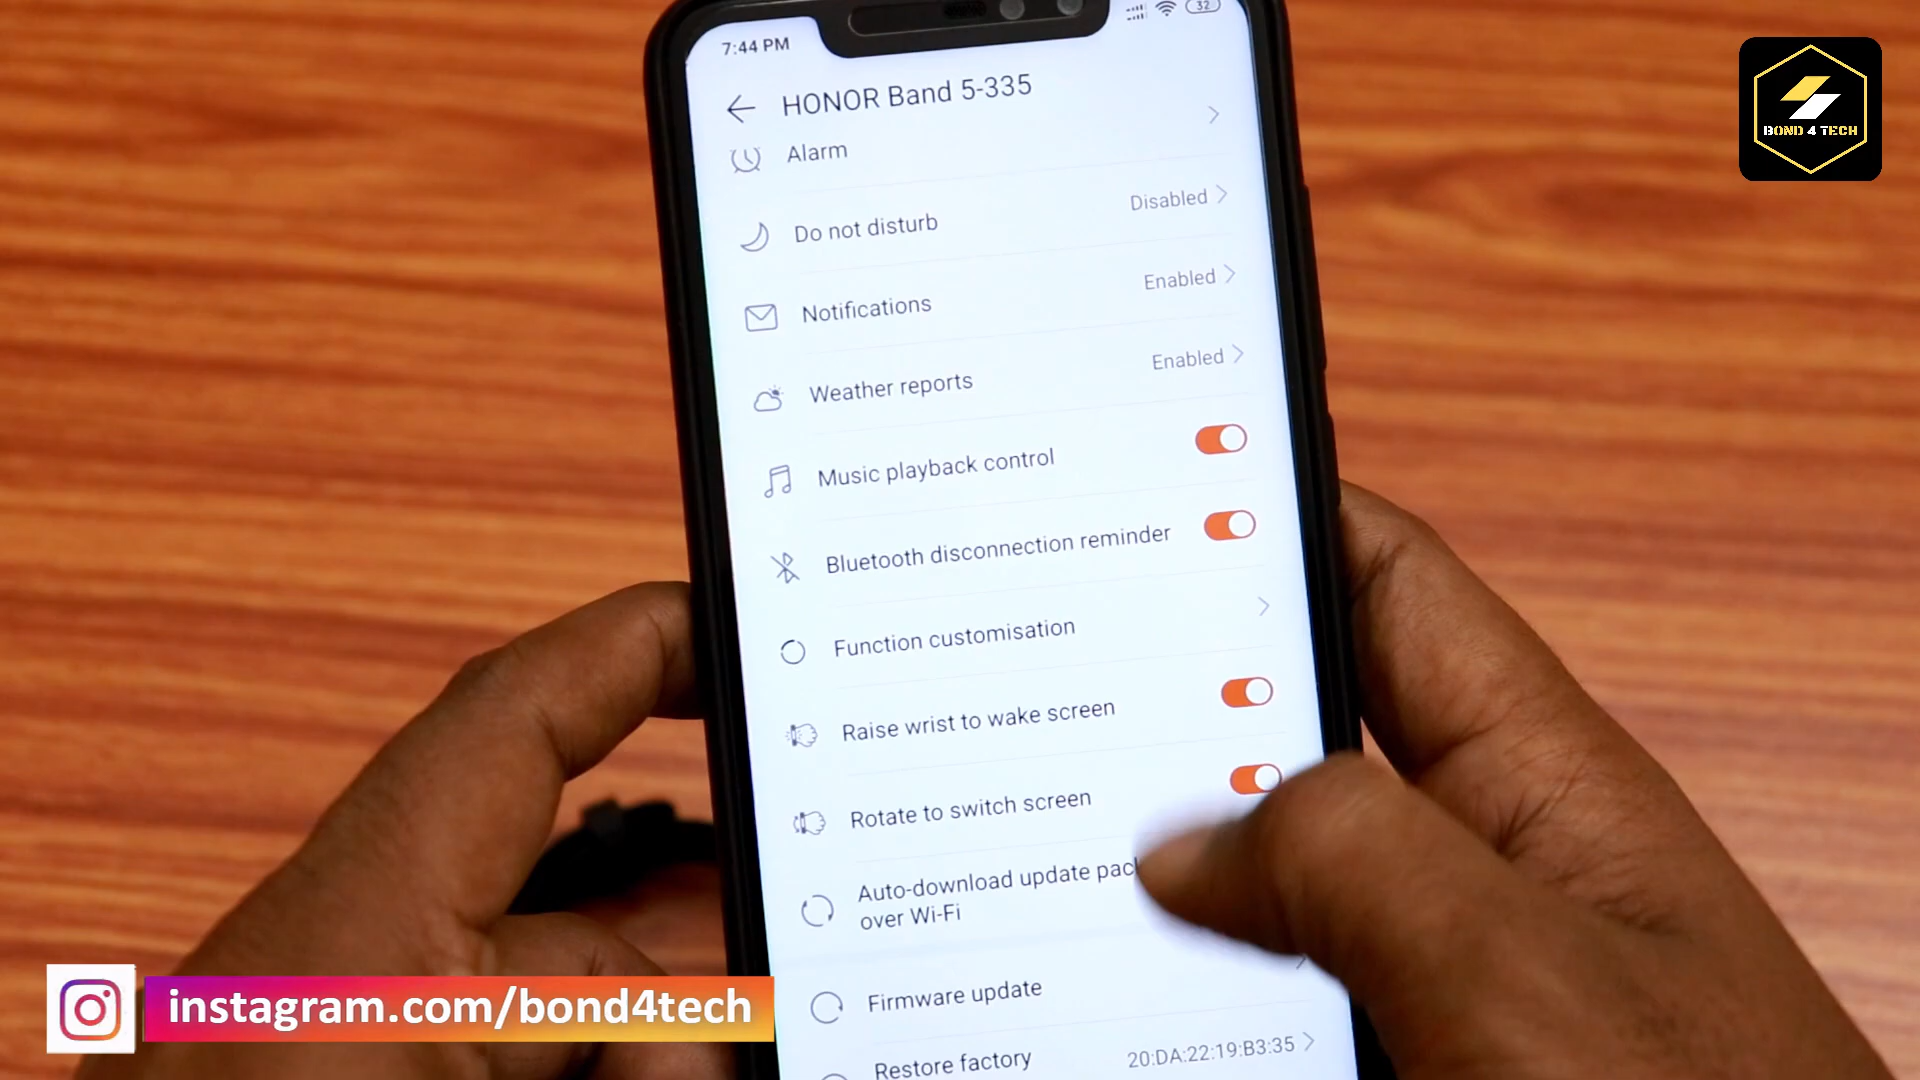 7:44 PM
32
BOND 4 TECH
HONOR Band 5-335
Alarm
Do not disturb
Disabled
Notifications
Enabled
Weather reports
Enabled
Music playback control
Bluetooth disconnection reminder
Function customisation
Raise wrist to wake screen
Rotate to switch screen
Auto-download update
over Wi-Fi
Firmware update
Restore factory
20:DA:22:19:B3:35
instagram.com/bond4tech